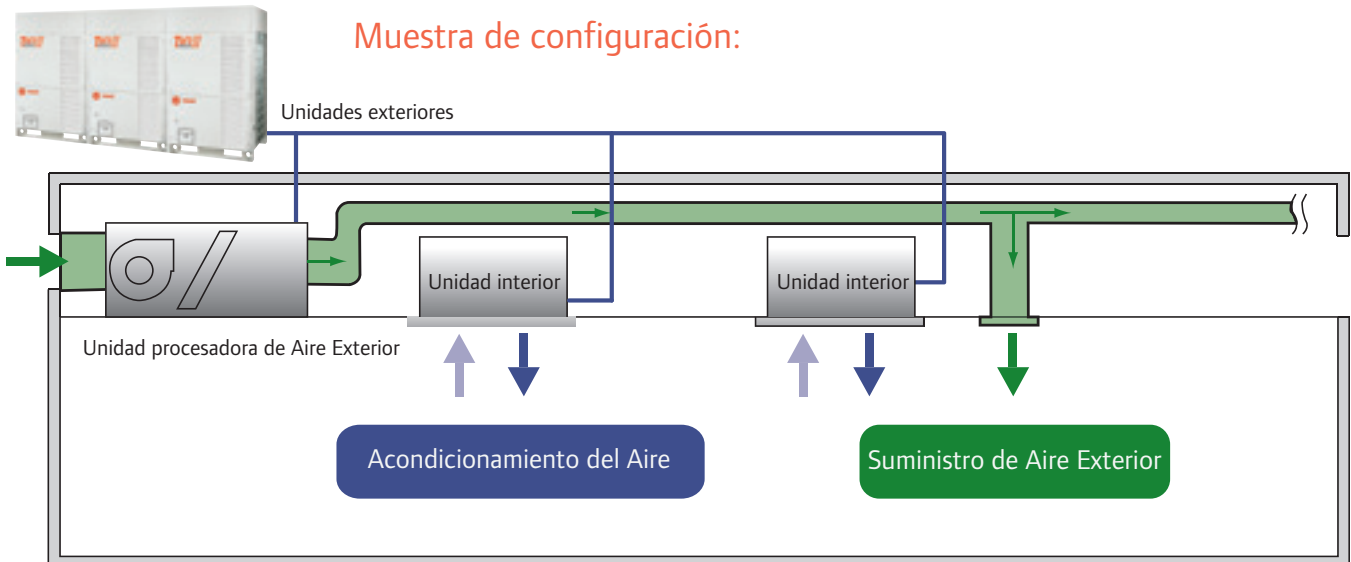 Muestra de configuración:
Unidades exteriores
Unidad interior
Unidad interior
Unidad procesadora de Aire Exterior
Acondicionamiento del Aire
Suministro de Aire Exterior